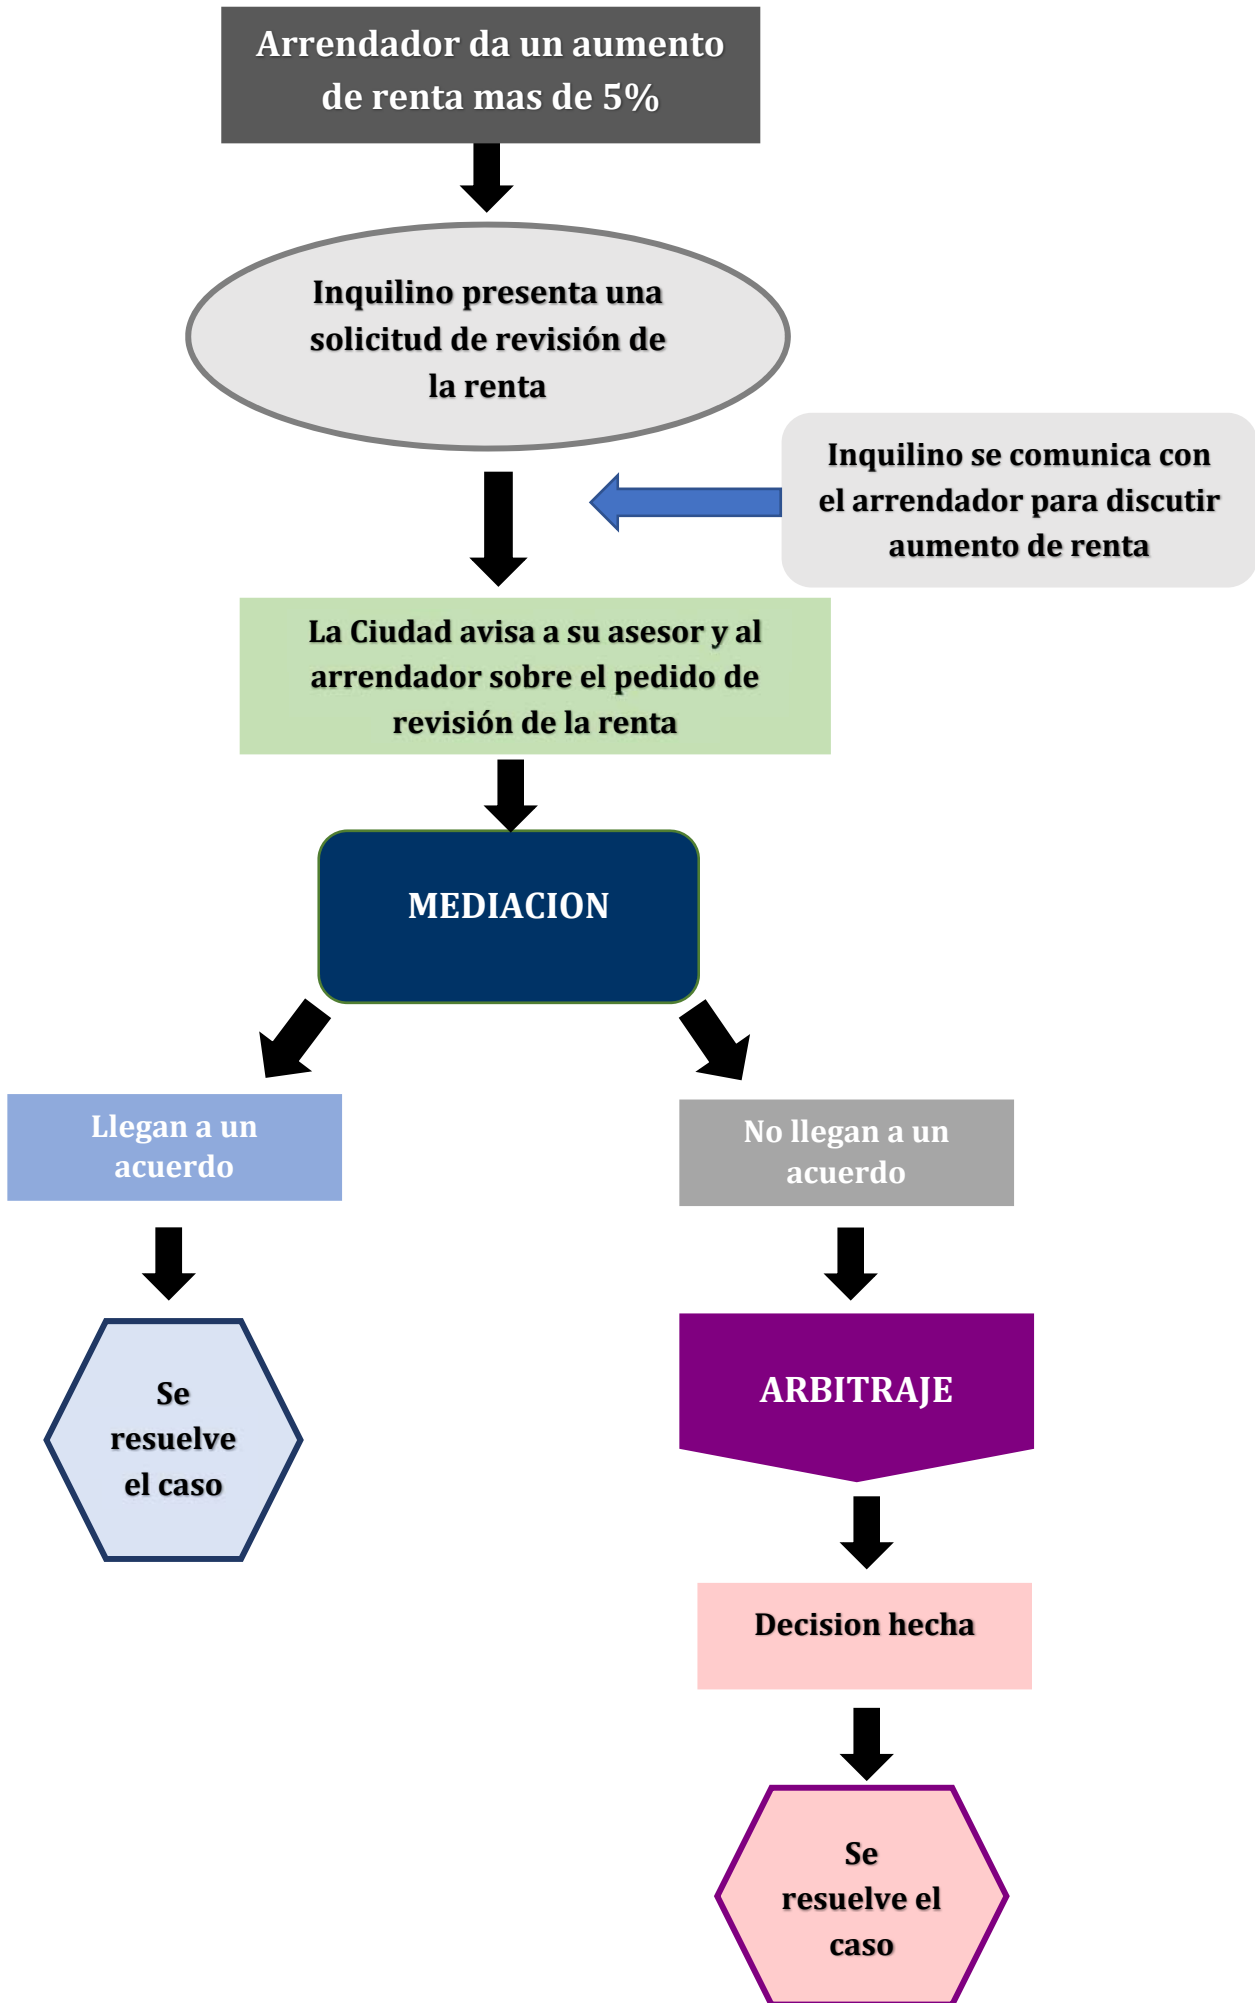 Arrendador da un aumento
de renta mas de 5%
Inquilino presenta una
solicitud de revisión de
la renta
Inquilino se comunica con
el arrendador para discutir
aumento de renta
La Ciudad avisa a su asesor y al
arrendador sobre el pedido de
revisión de la renta
MEDIACION
Llegan a un
acuerdo
No llegan a un
acuerdo
Se
resuelve
el caso
ARBITRAJE
Decision hecha
Se
resuelve el
caso